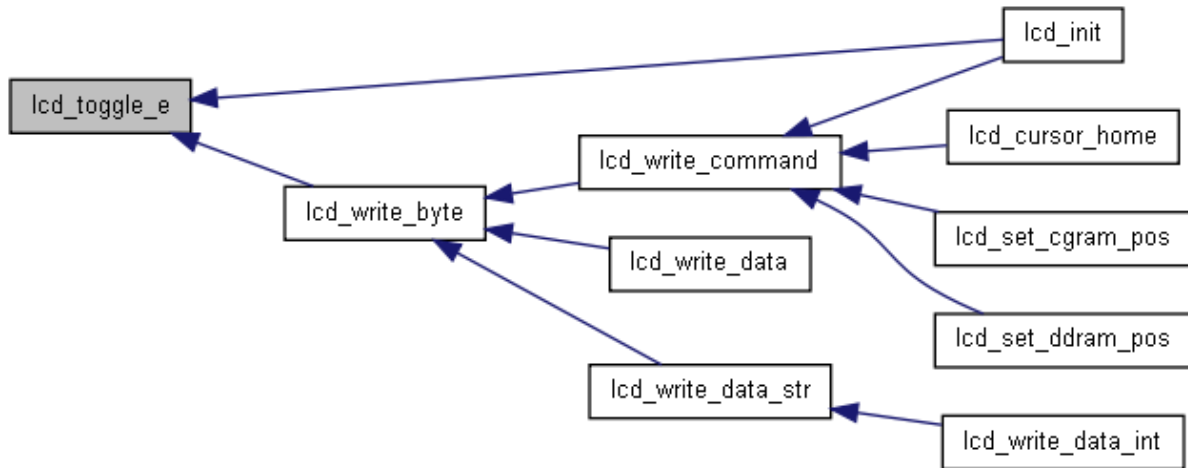 lcd_init
lcd_toggle_e
lcd_cursor_home
lcd_write_command
lcd_write_byte
lcd_set_cgram_pos
lcd_write_data
lcd_set_ddram_pos
lcd_write_data_str
lcd_write_data_int